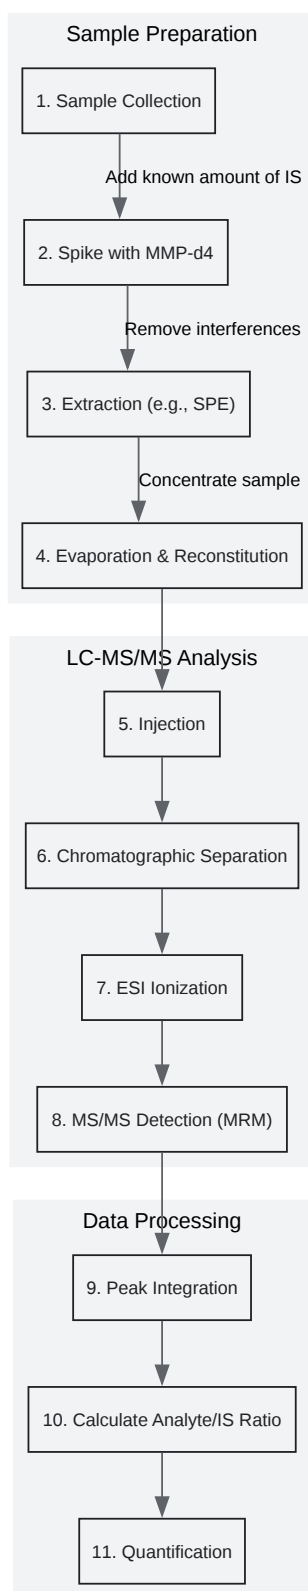 Sample Preparation
1. Sample Collection
Add known amount of IS
2. Spike with MMP-d4
Remove interferences
3. Extraction (e.g., SPE)
Concentrate sample
4. Evaporation & Reconstitution
LC-MS/MS Analysis
5. Injection
6. Chromatographic Separation
7. ESI Ionization
8. MS/MS Detection (MRM)
Data Processing
9. Peak Integration
10. Calculate Analyte/IS Ratio
11. Quantification